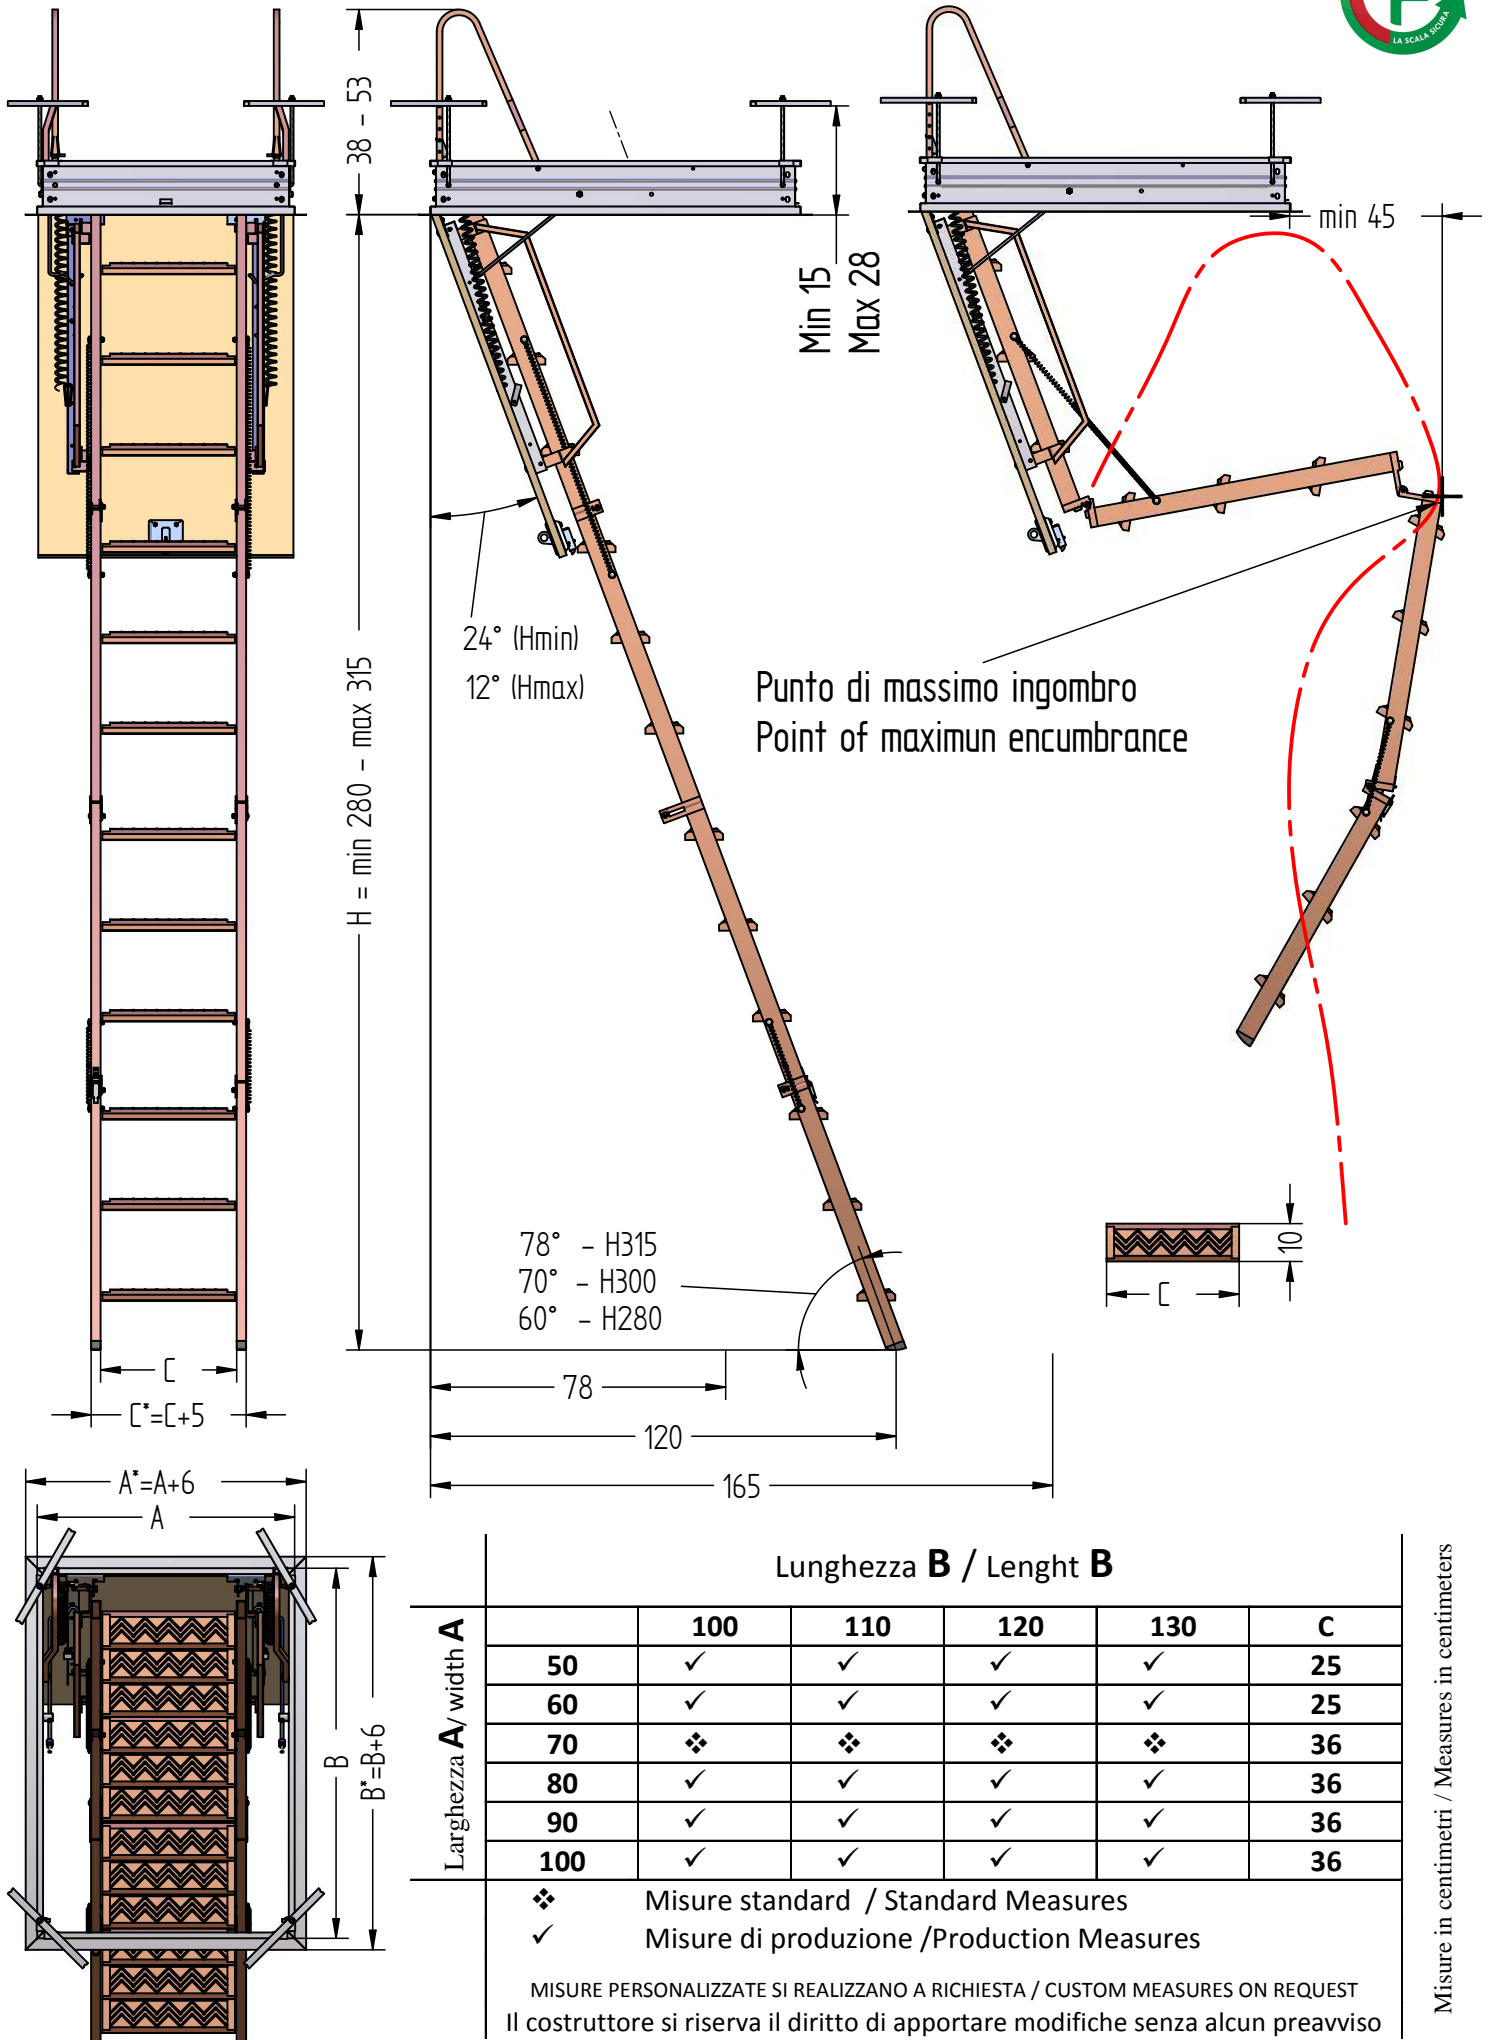 LA SCALA SICURA
38 - 53
min 45
Min 15
Max 28
24° (Hmin)
12° (Hmax)
H = min 280 - max 315
Punto di massimo ingombro
Point of maximun encumbrance
78° - H315
70° - H300
60° - H280
10
C
C
C*=C+5
78
120
165
A*=A+6
A
B
B*=B+6
Lunghezza B / Lenght B
Larghezza A/ width A
100 110 120 130 C
50 ✓ ✓ ✓ ✓ 25
60 ✓ ✓ ✓ ✓ 25
70 ❖ ❖ ❖ ❖ 36
80 ✓ ✓ ✓ ✓ 36
90 ✓ ✓ ✓ ✓ 36
100 ✓ ✓ ✓ ✓ 36
❖ Misure standard / Standard Measures
✓ Misure di produzione /Production Measures
MISURE PERSONALIZZATE SI REALIZZANO A RICHIESTA / CUSTOM MEASURES ON REQUEST
Il costruttore si riserva il diritto di apportare modifiche senza alcun preavviso
Misure in centimetri / Measures in centimeters